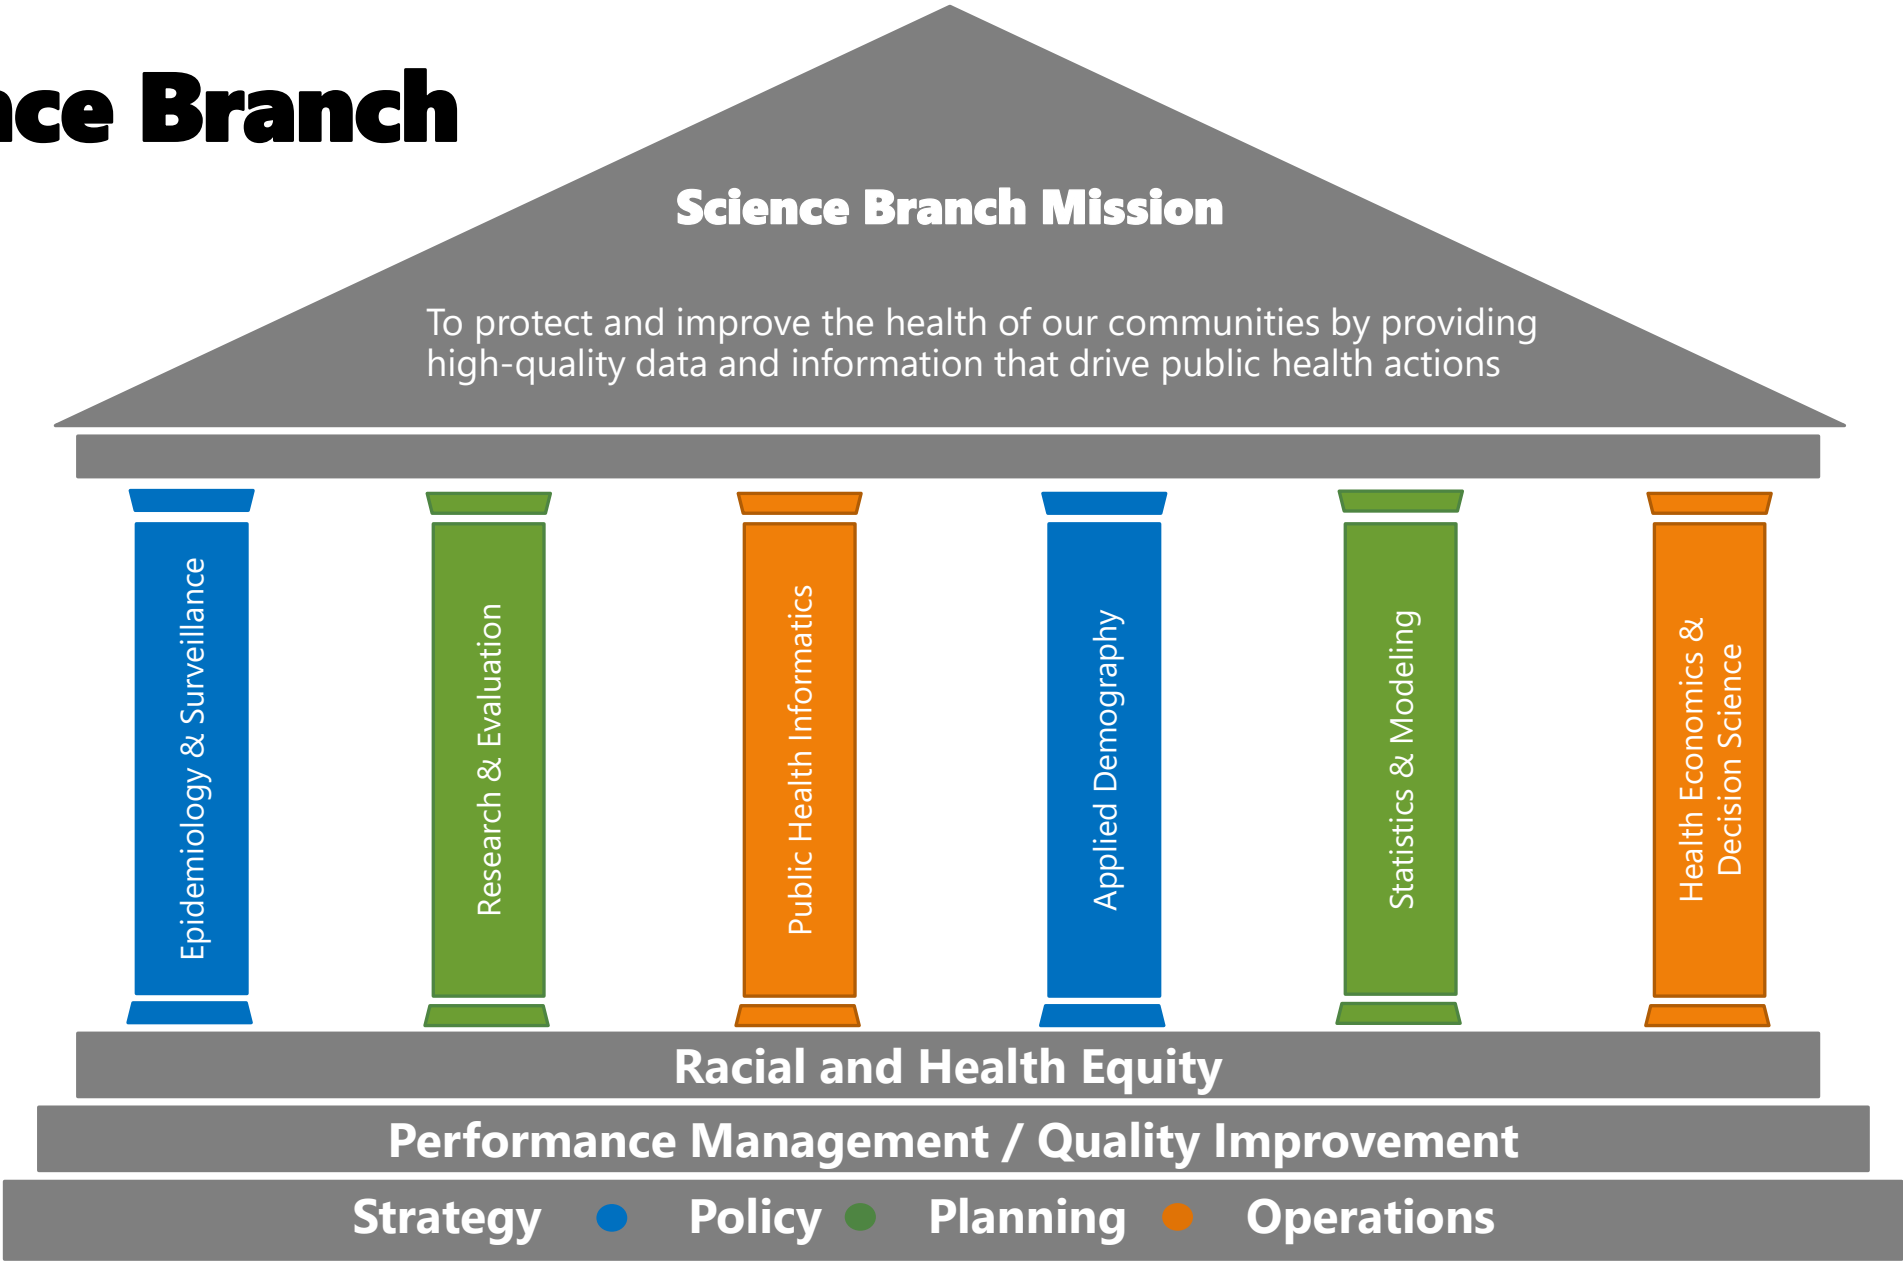 nce Branch
Science Branch Mission
To protect and improve the health of our communities by providing
high-quality data and information that drive public health actions
Epidemiology & Surveillance
Research & Evaluation
Public Health Informatics
Applied Demography
Statistics & Modeling
Health Economics &
Decision Science
Racial and Health Equity
Performance Management / Quality Improvement
Strategy ● Policy ● Planning ● Operations